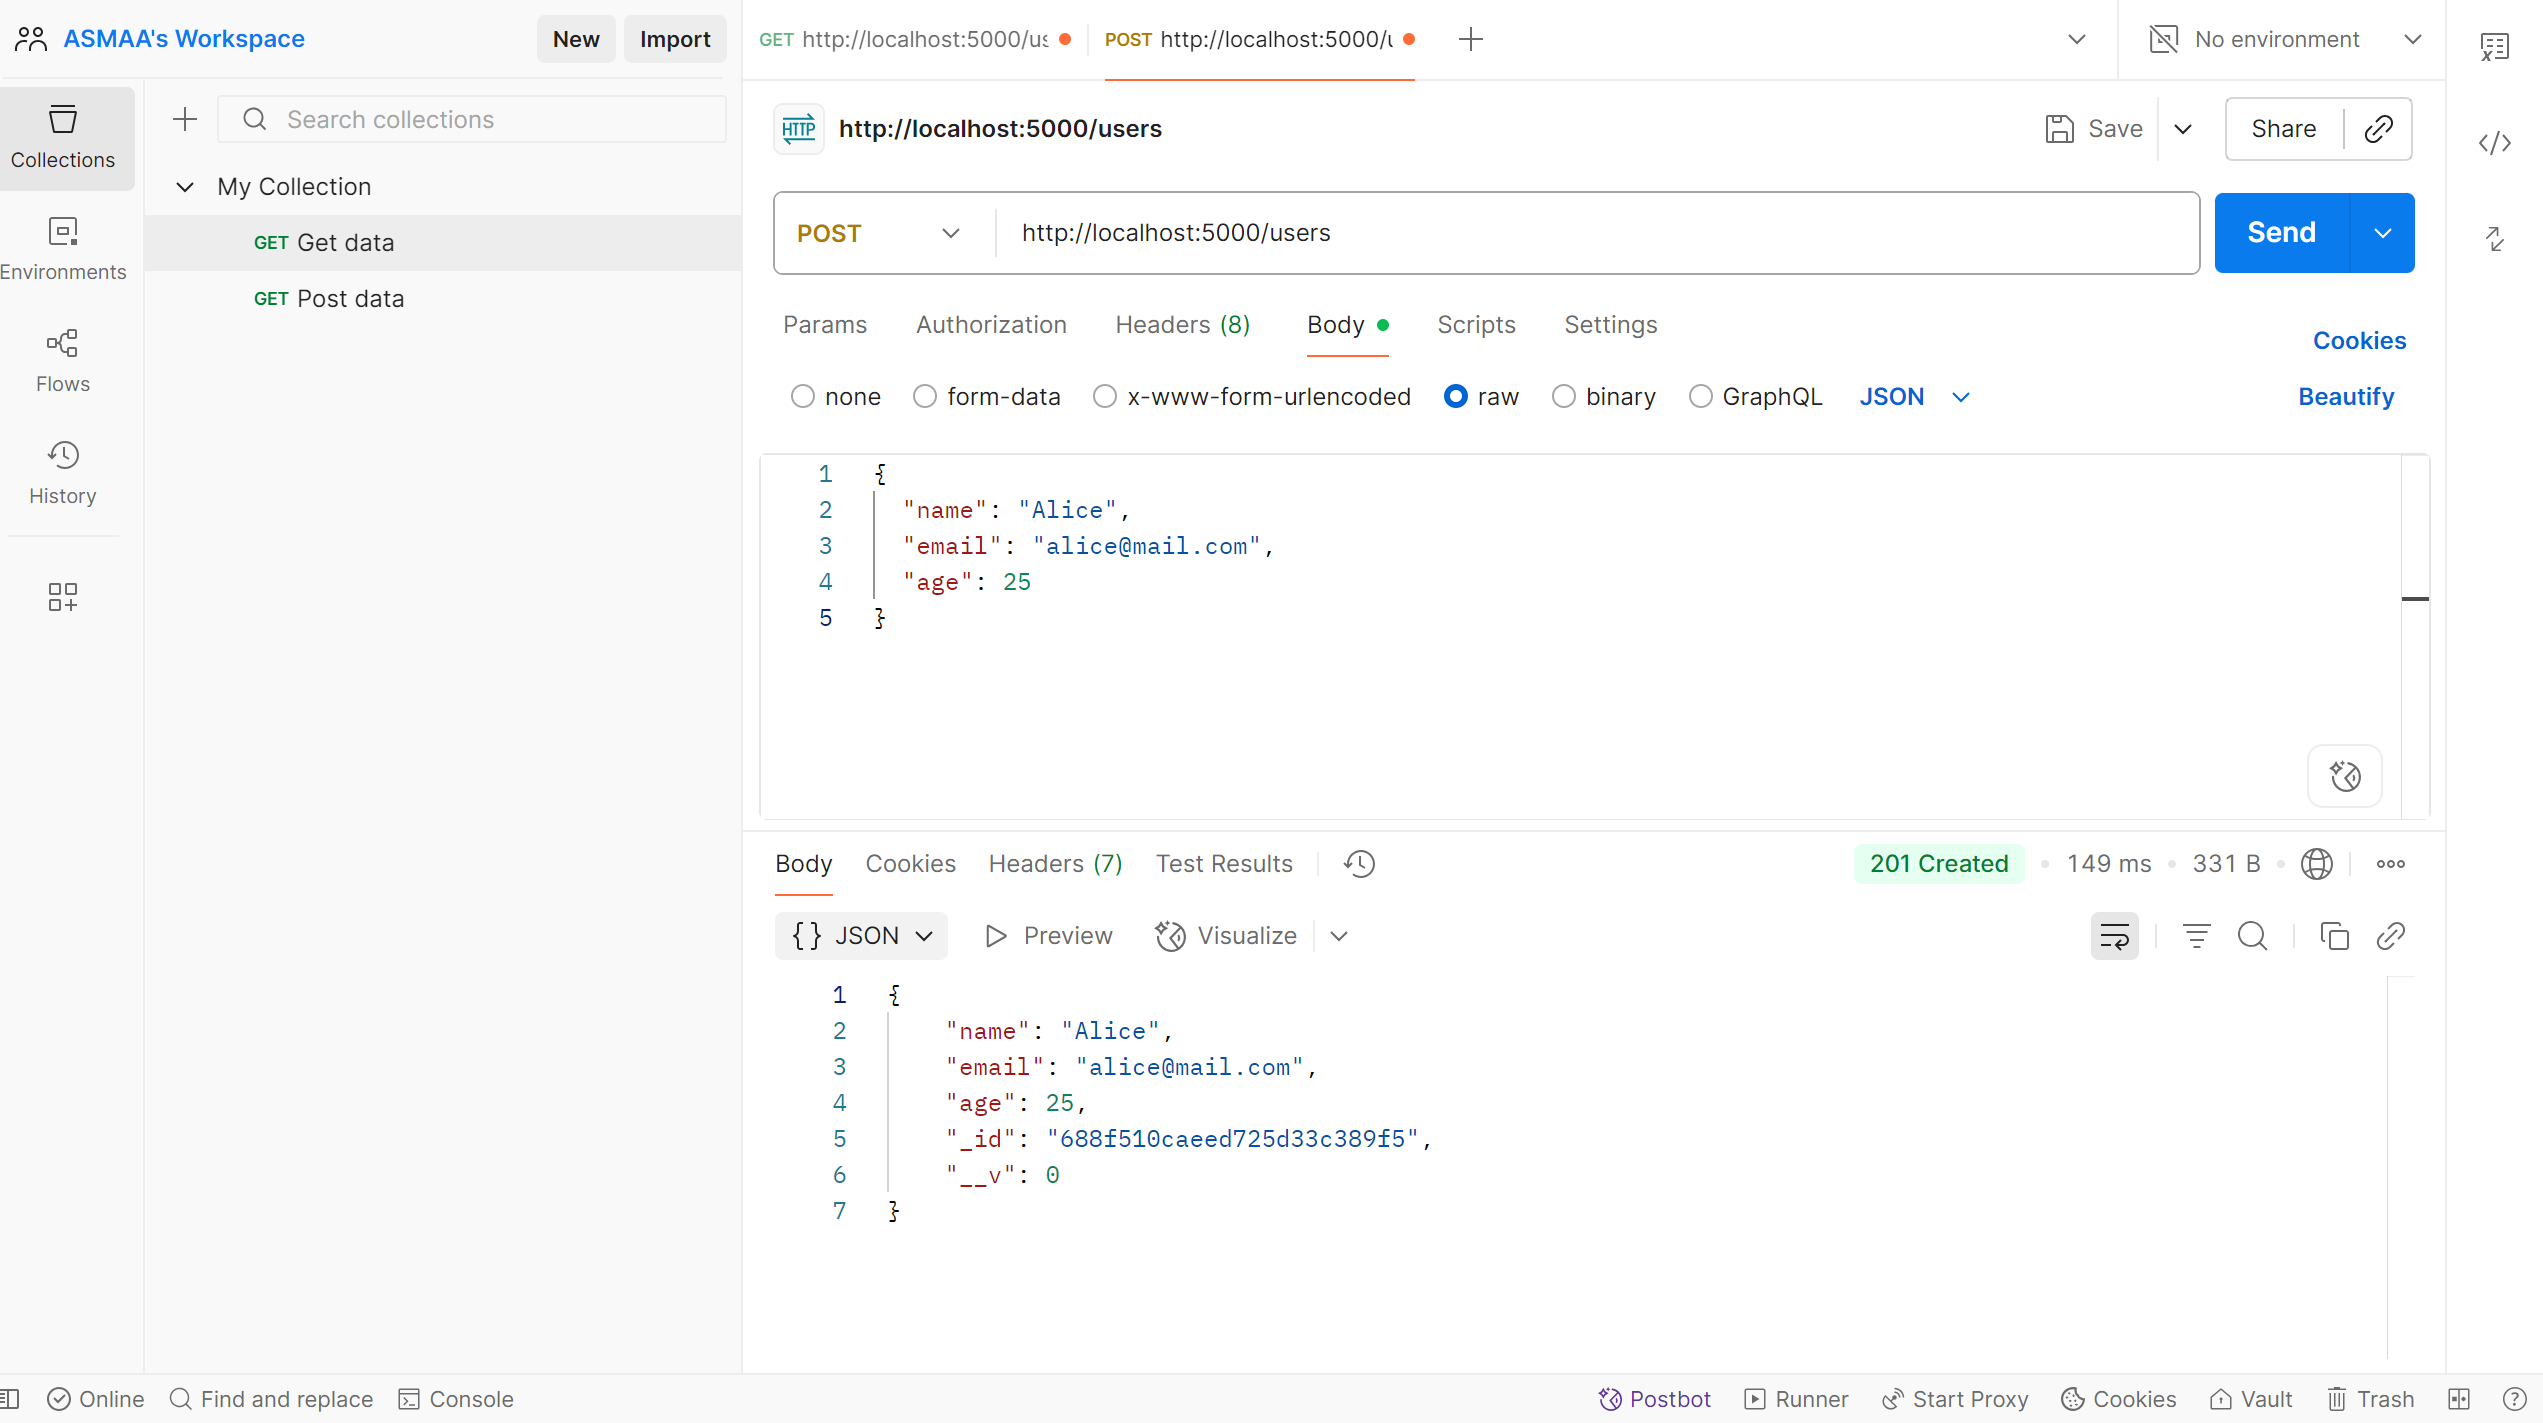 ASMAA's Workspace
New
Import
GET http://localhost:5000/us
POST http://localhost:5000/u
No environment
Collections
Environments
Flows
History
Search collections
My Collection
GET Get data
GET Post data
HTTP
http://localhost:5000/users
Save
Share
POST
http://localhost:5000/users
Send
Params
Authorization
Headers (8)
Body
Scripts
Settings
Cookies
none
form-data
x-www-form-urlencoded
raw
binary
GraphQL
JSON
Beautify
1 {
2 "name": "Alice",
3 "email": "alice@mail.com",
4 "age": 25
5 }
Body
Cookies
Headers (7)
Test Results
201 Created
149 ms
331 B
{} JSON
Preview
Visualize
1 {
2 "name": "Alice",
3 "email": "alice@mail.com",
4 "age": 25,
5 "_id": "688f510caeed725d33c389f5",
6 "__v": 0
7 }
Online
Find and replace
Console
Postbot
Runner
Start Proxy
Cookies
Vault
Trash